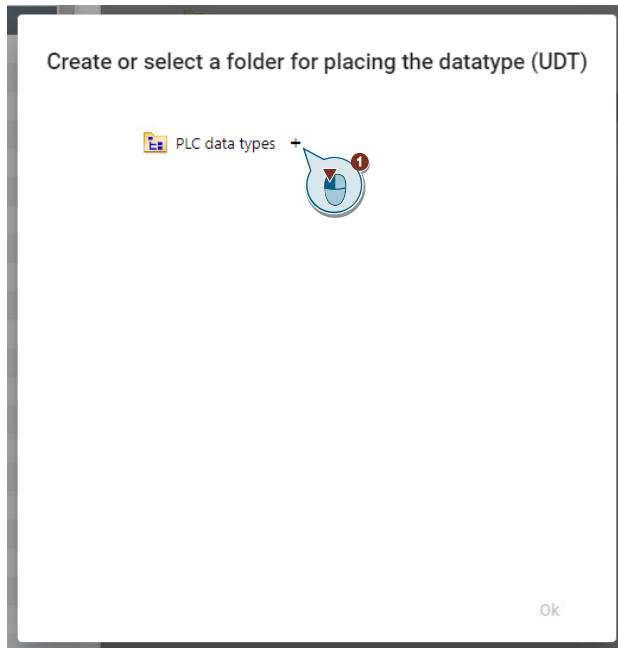 Create or select a folder for placing the datatype (UDT)
PLC data types +
1
Ok